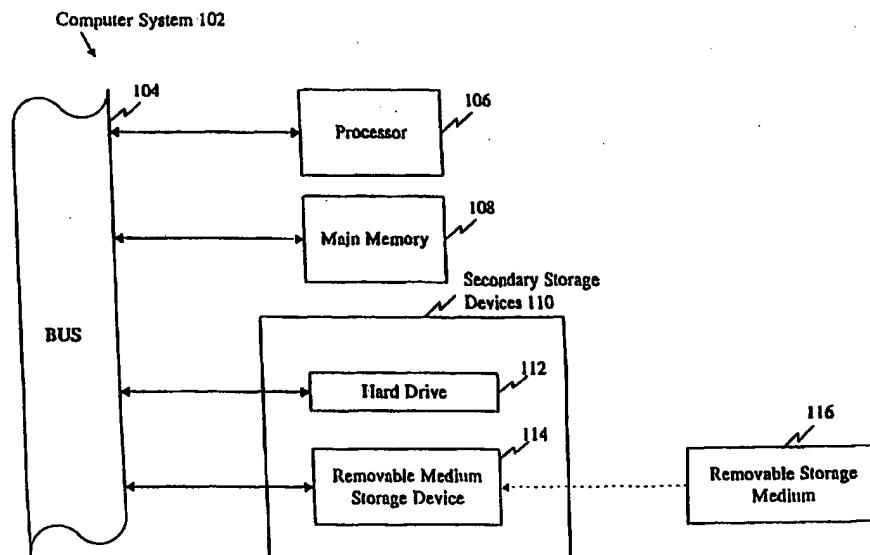 Computer System 102
104
106
Processor
108
Main Memory
Secondary Storage
Devices 110
BUS
112
Hard Drive
114
116
Removable Medium
Storage Device
Removable Storage
Medium